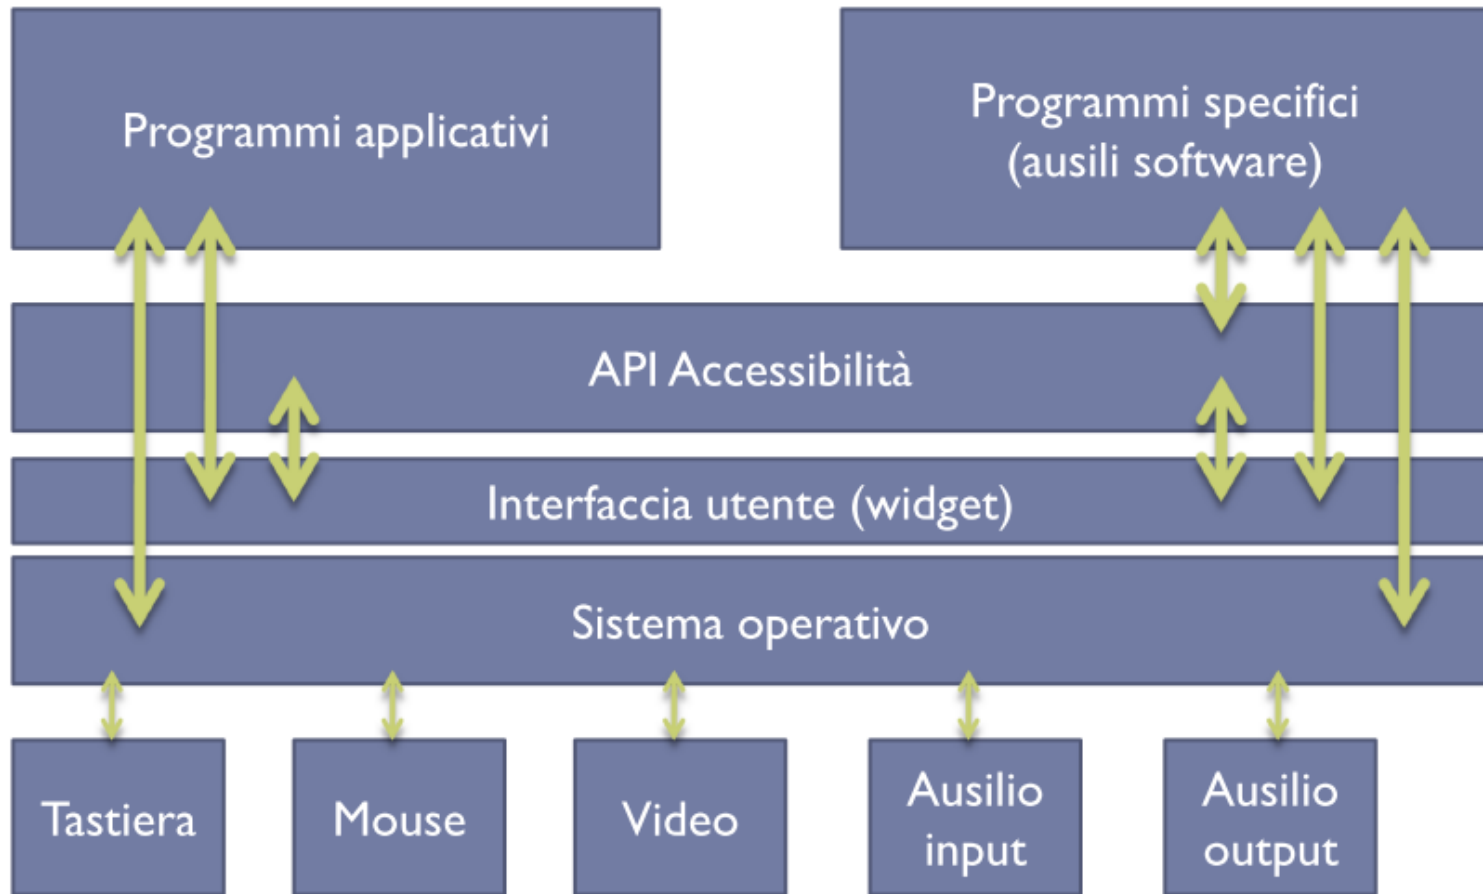 Programmi applicativi
Programmi specifici
(ausili software)
API Accessibilità
Interfaccia utente (widget)
Sistema operativo
Tastiera
Mouse
Video
Ausilio
input
Ausilio
output